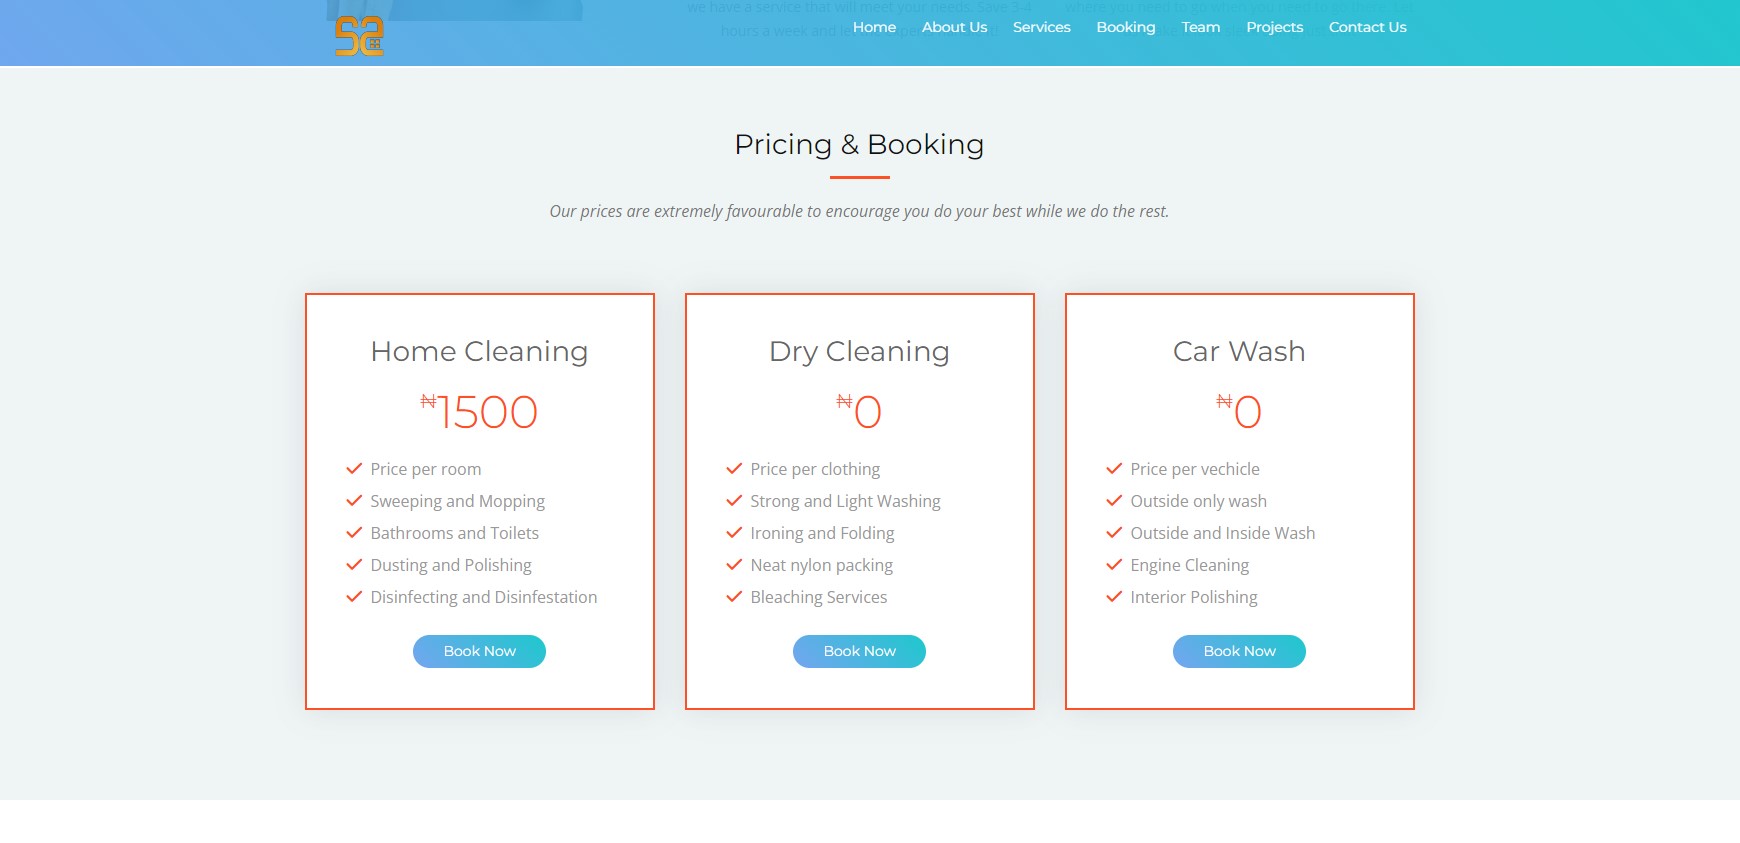 we have a service that will meet your needs. Save 3-4
where you need to go when you need to
hours a week and
Home About Us Services Booking Team Projects Contact Us
Pricing & Booking
Our prices are extremely favourable to encourage you do your best while we do the rest.
Home Cleaning
₦1500
Price per room
Sweeping and Mopping
Bathrooms and Toilets
Dusting and Polishing
Disinfecting and Disinfestation
Book Now
Dry Cleaning
₦0
Price per clothing
Strong and Light Washing
Ironing and Folding
Neat nylon packing
Bleaching Services
Book Now
Car Wash
₦0
Price per vechicle
Outside only wash
Outside and Inside Wash
Engine Cleaning
Interior Polishing
Book Now